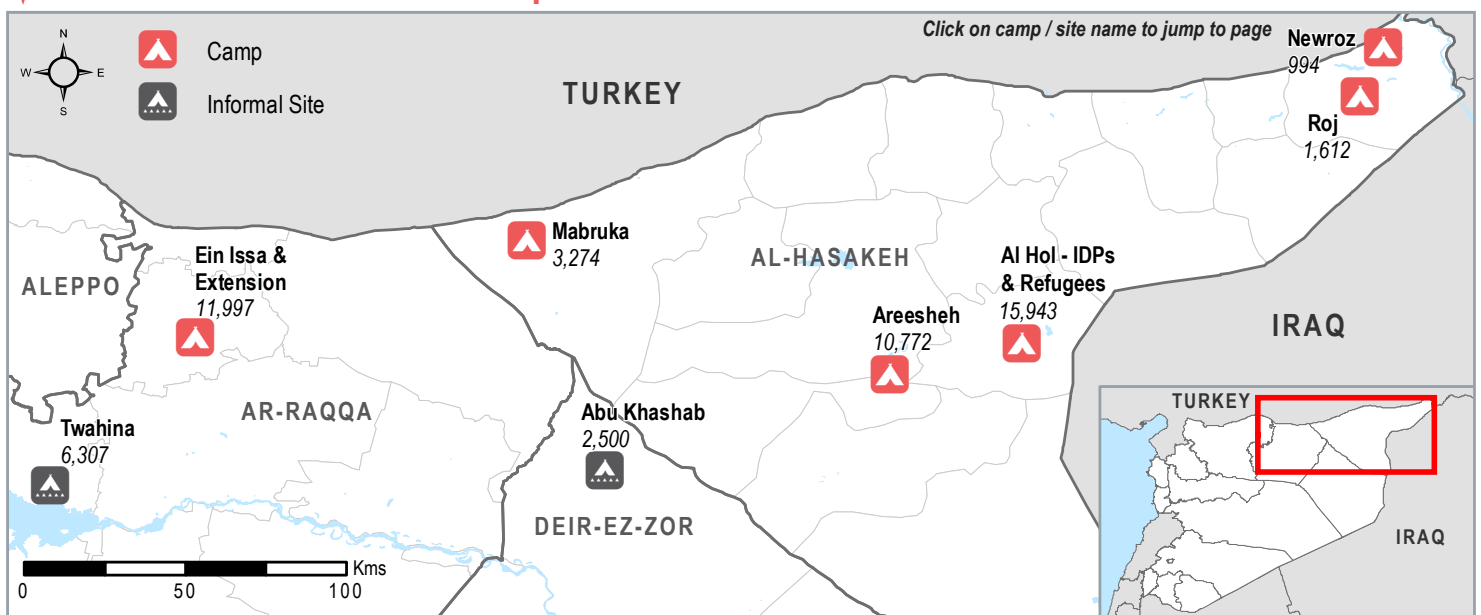 N
W
E
S
Camp
Informal Site
Click on camp / site name to jump to page
TURKEY
Newroz
994
Roj
1,612
Mabruka
3,274
Ein Issa &
Extension
11,997
ALEPPO
AL-HASAKEH
Al Hol - IDPs
& Refugees
15,943
IRAQ
Areesheh
10,772
Twahina
6,307
AR-RAQQA
Abu Khashab
2,500
DEIR-EZ-ZOR
TURKEY
IRAQ
Kms
0
50
100